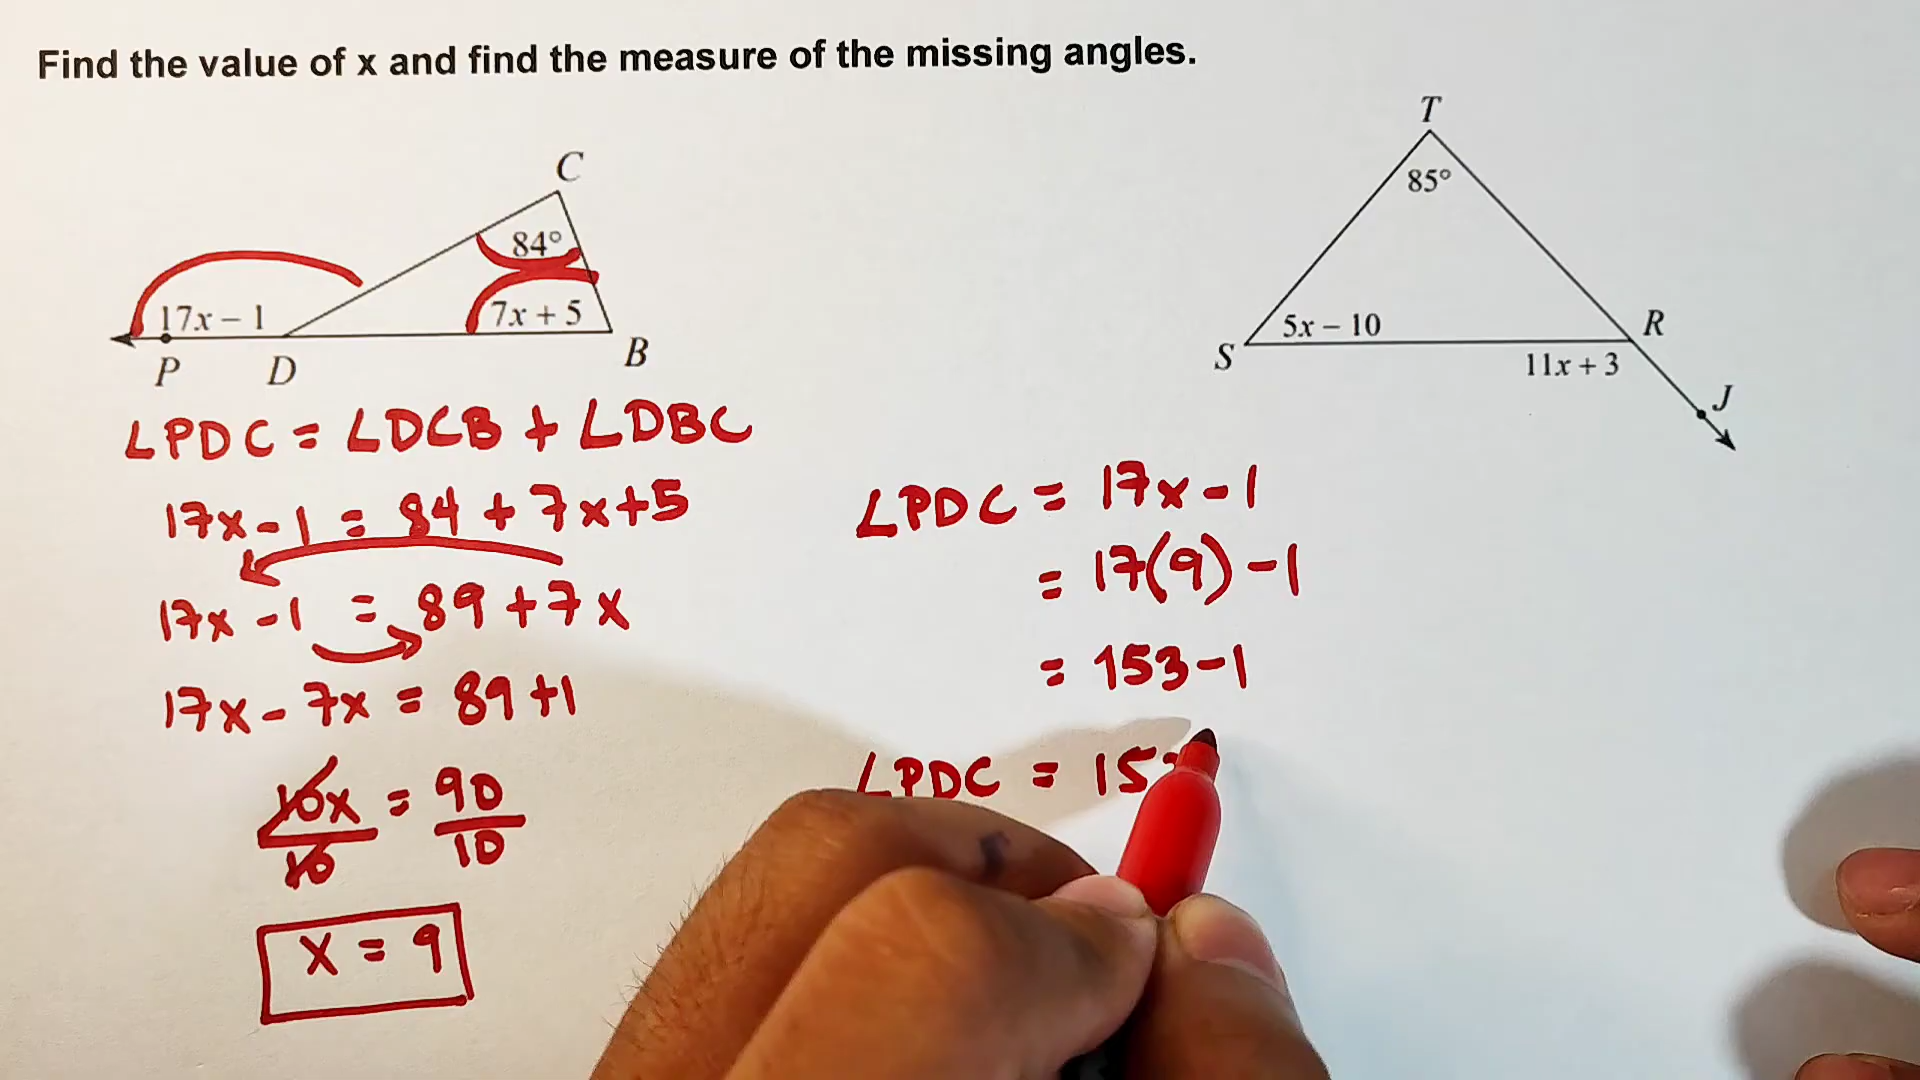 Find the value of x and find the measure of the missing angles.
C
84°
17x – 1
7x + 5
P
D
B
T
85°
5x – 10
R
S
11x + 3
J
∠PDC = ∠DCB + ∠DBC
17x - 1 = 84 + 7x + 5
17x - 1 = 89 + 7x
17x - 7x = 89 + 1
10x = 90
10 10
x = 9
∠PDC = 17x - 1
= 17(9) - 1
= 153 - 1
∠PDC = 15